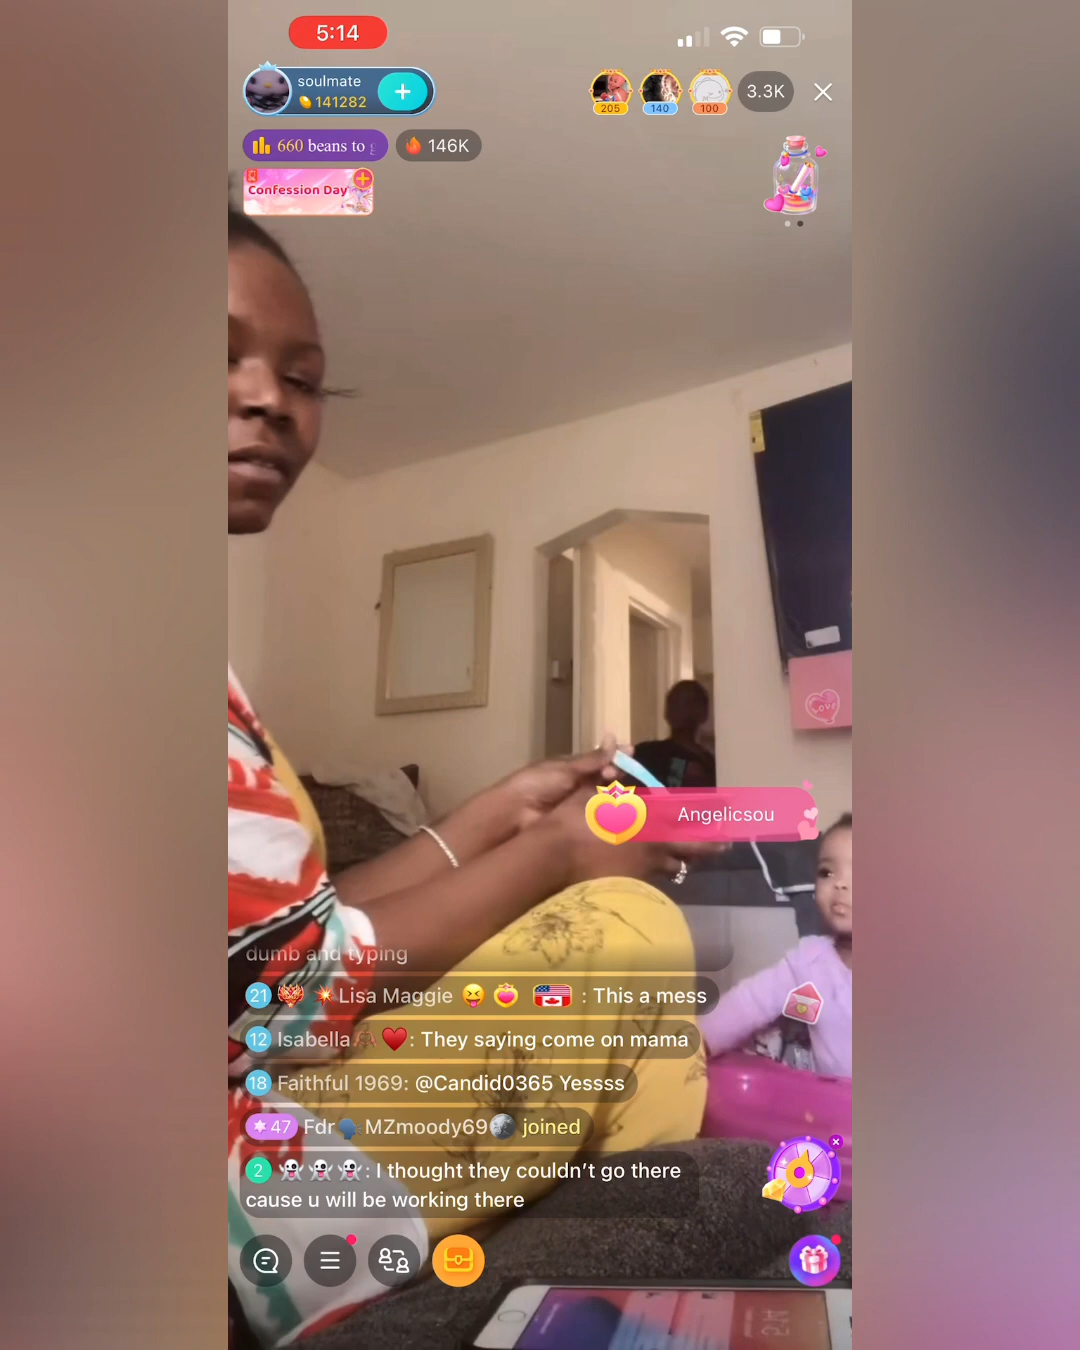 5:14
soulmate
141282
205
140
100
3.3K
660 beans to g
146K
Confession Day
LOVE
Angelicsou
dumb and typing
21 Lisa Maggie : This a mess
12 Isabella : They saying come on mama
18 Faithful 1969: @Candid0365 Yessss
47 Fdr MZmoody69 joined
2 : I thought they couldn't go there
cause u will be working there